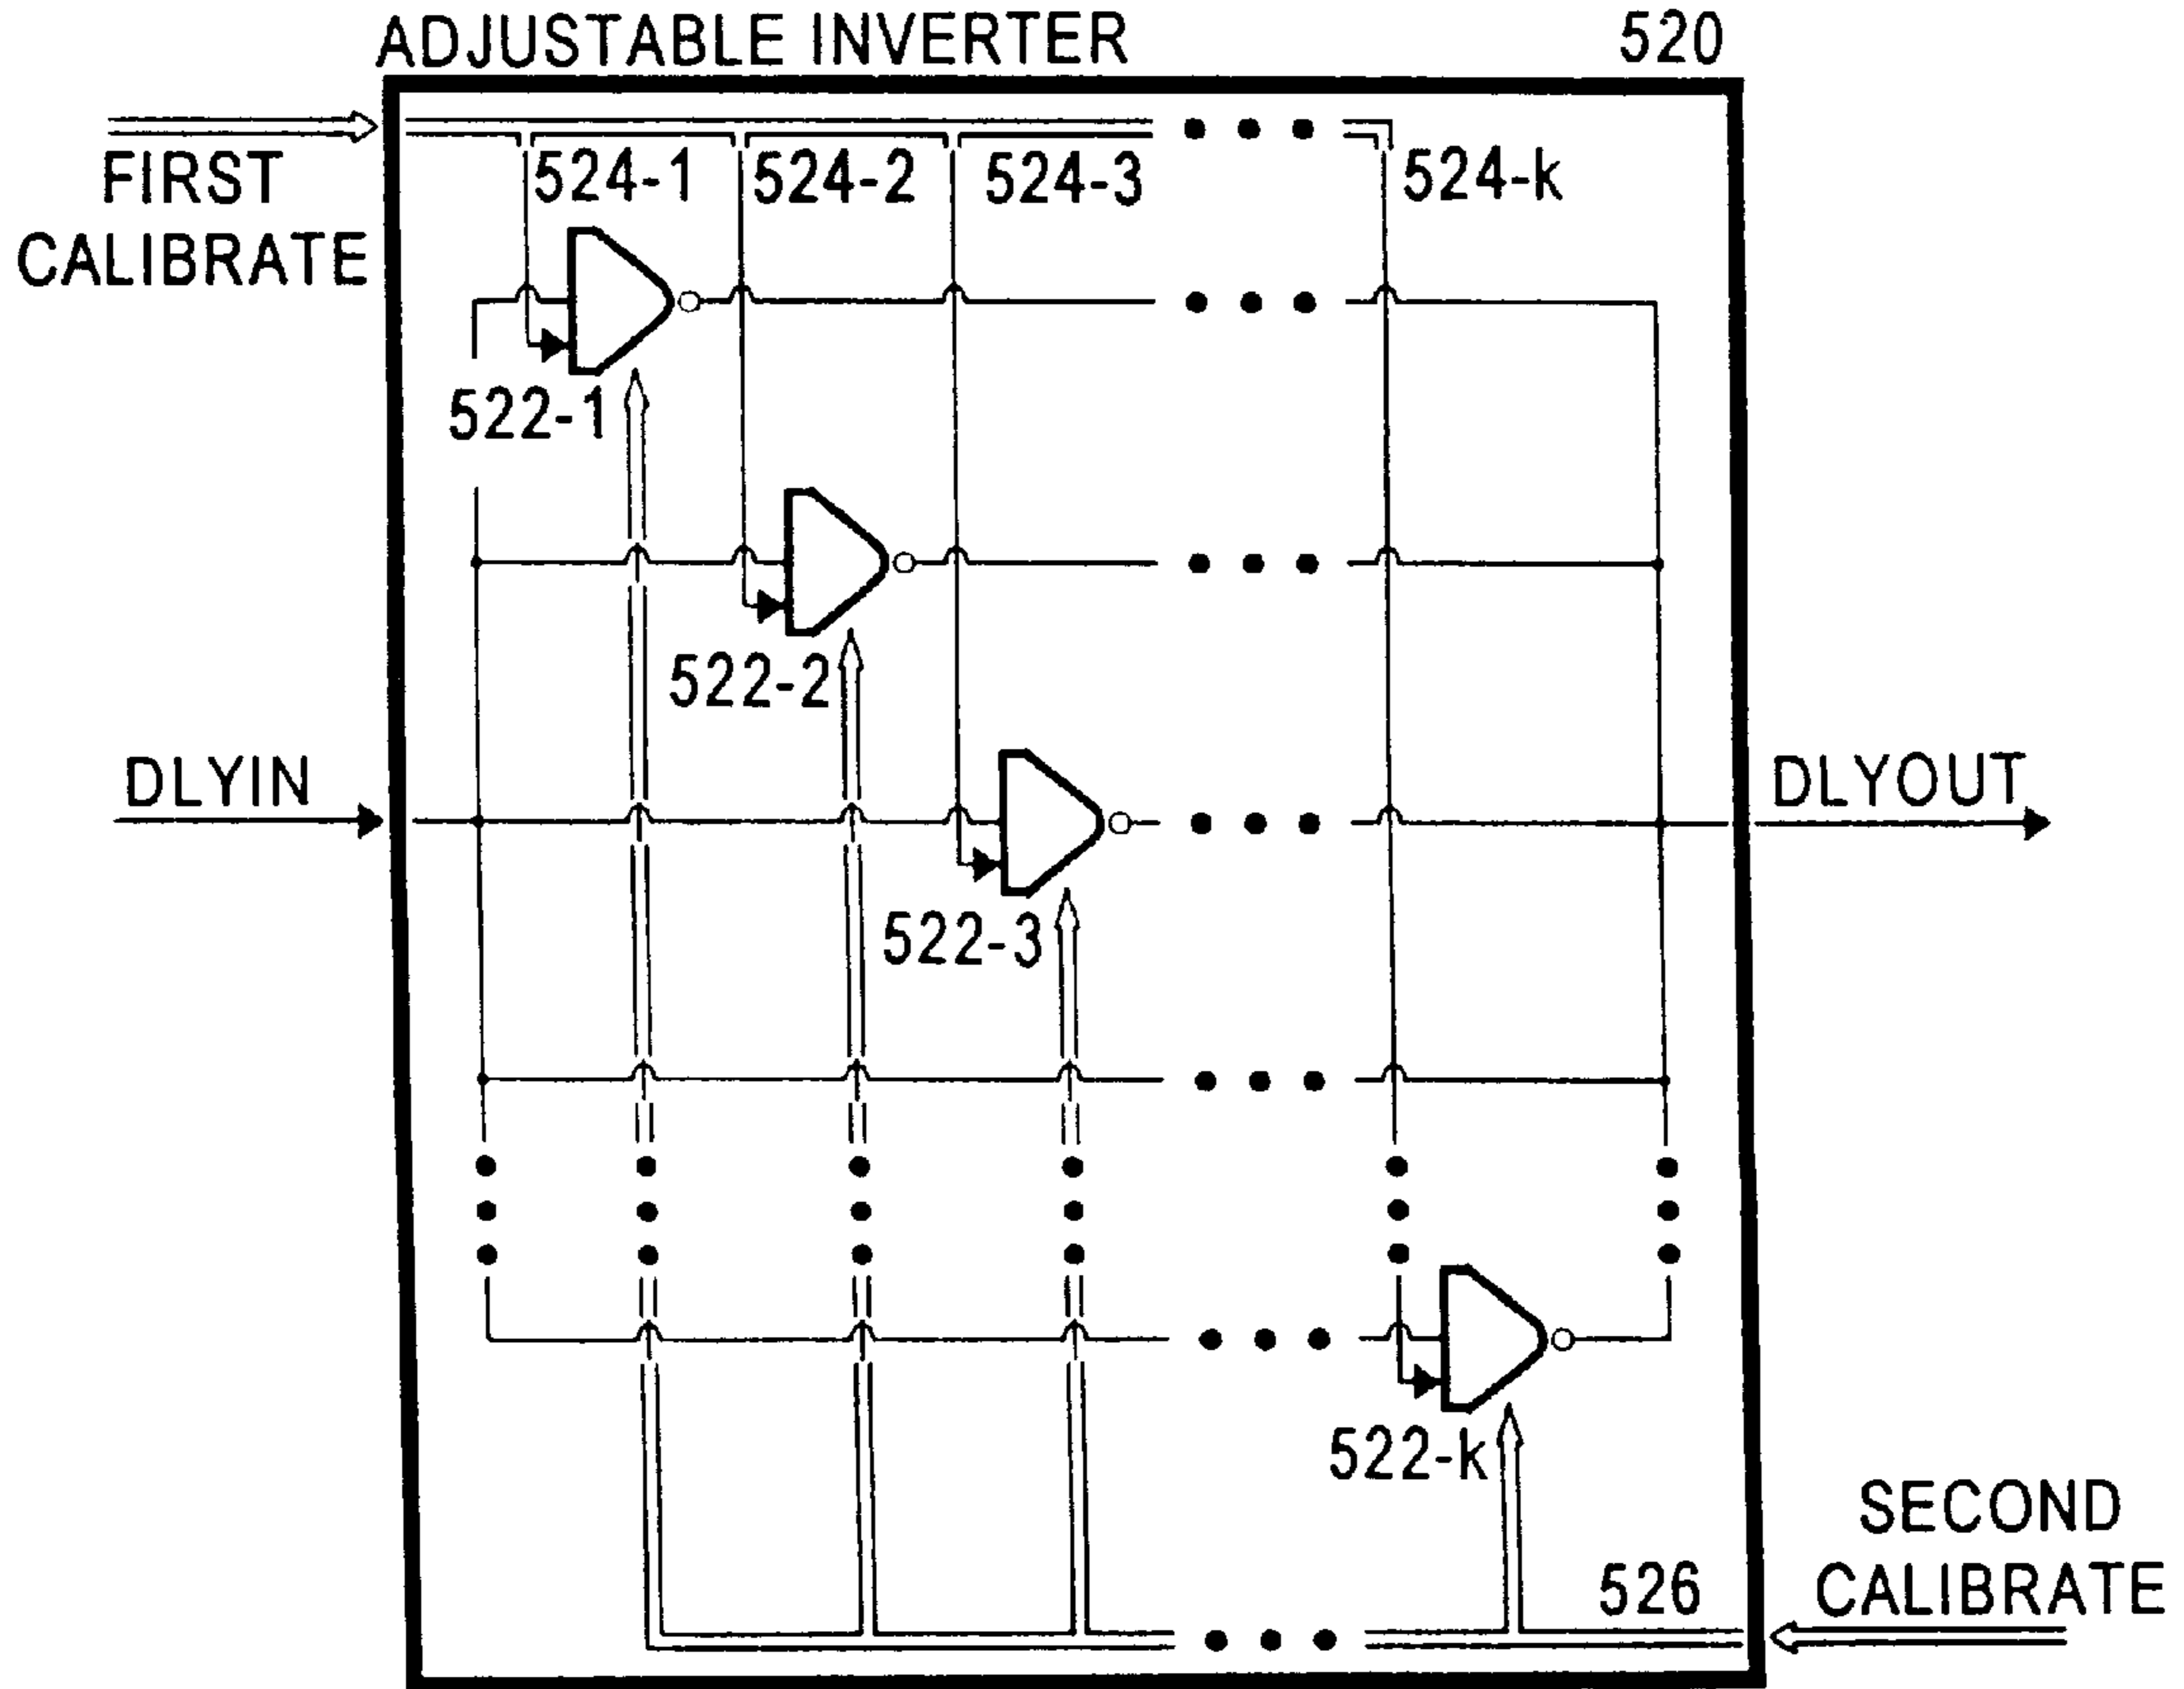 ADJUSTABLE INVERTER 520
FIRST
CALIBRATE
524-1 524-2 524-3 524-k
522-1
522-2
DLYIN
DLYOUT
522-3
522-k
SECOND
CALIBRATE
526